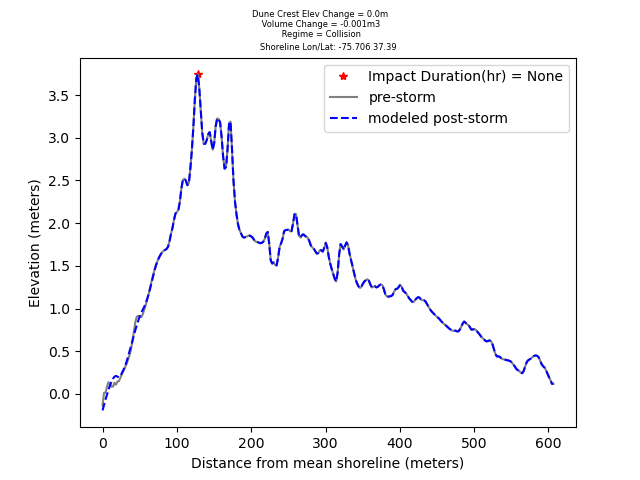 Dune Crest Elev Change = 0.0m
Volume Change = -0.001m3
Regime = Collision
Shoreline Lon/Lat: -75.706 37.39
Impact Duration(hr) = None
pre-storm
modeled post-storm
Elevation (meters)
3.5
3.0
2.5
2.0
1.5
1.0
0.5
0.0
0 100 200 300 400 500 600
Distance from mean shoreline (meters)